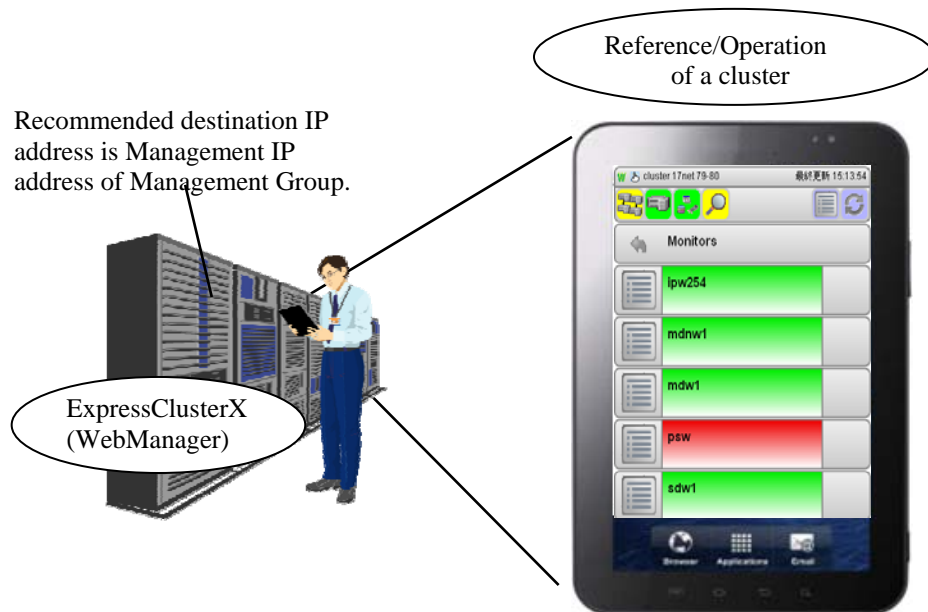 Reference/Operation
of a cluster
Recommended destination IP
address is Management IP
address of Management Group.
ExpressClusterX
(WebManager)
W cluster 17net 79-80 最終更新 15:13:54
Monitors
ipw254
mdnw1
mdw1
psw
sdw1
Browser Applications Email